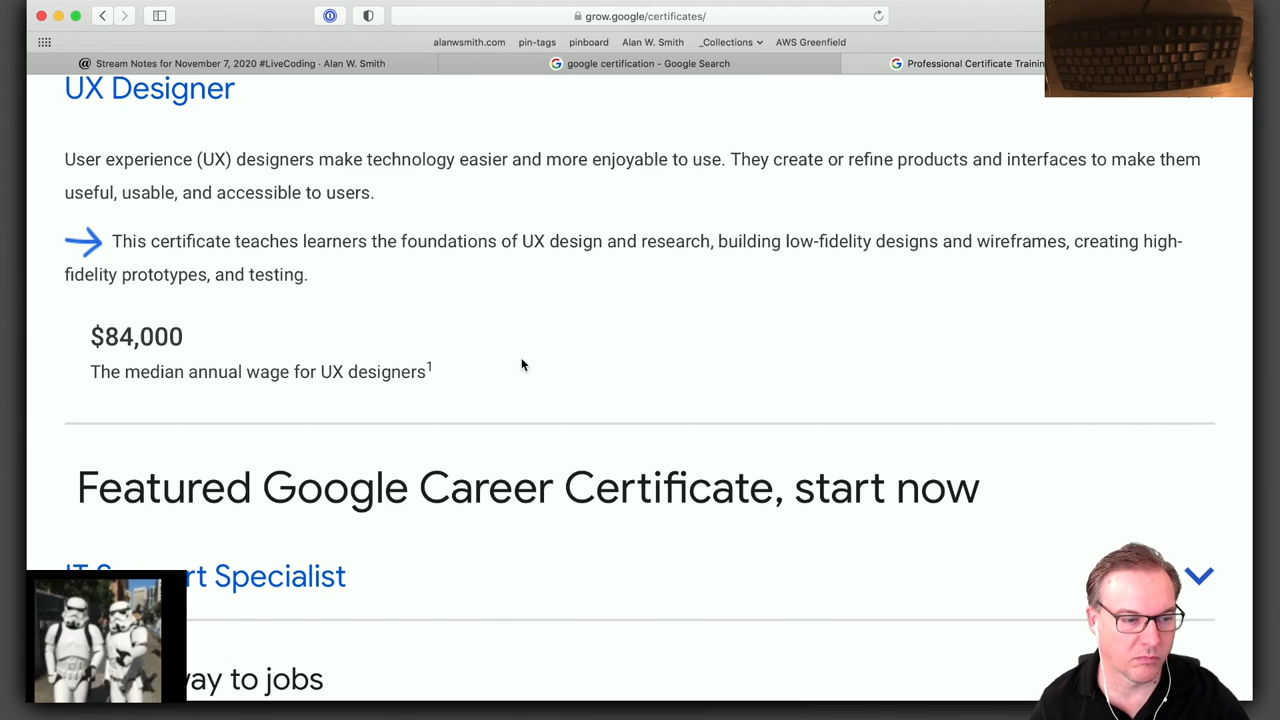 grow.google/certificates/
alanwsmith.com pin-tags pinboard Alan W. Smith _Collections AWS Greenfield
Stream Notes for November 7, 2020 #LiveCoding · Alan W. Smith google certification - Google Search Professional Certificate Training
UX Designer
User experience (UX) designers make technology easier and more enjoyable to use. They create or refine products and interfaces to make them
useful, usable, and accessible to users.
This certificate teaches learners the foundations of UX design and research, building low-fidelity designs and wireframes, creating high-
fidelity prototypes, and testing.
$84,000
The median annual wage for UX designers1
Featured Google Career Certificate, start now
IT Specialist
to jobs